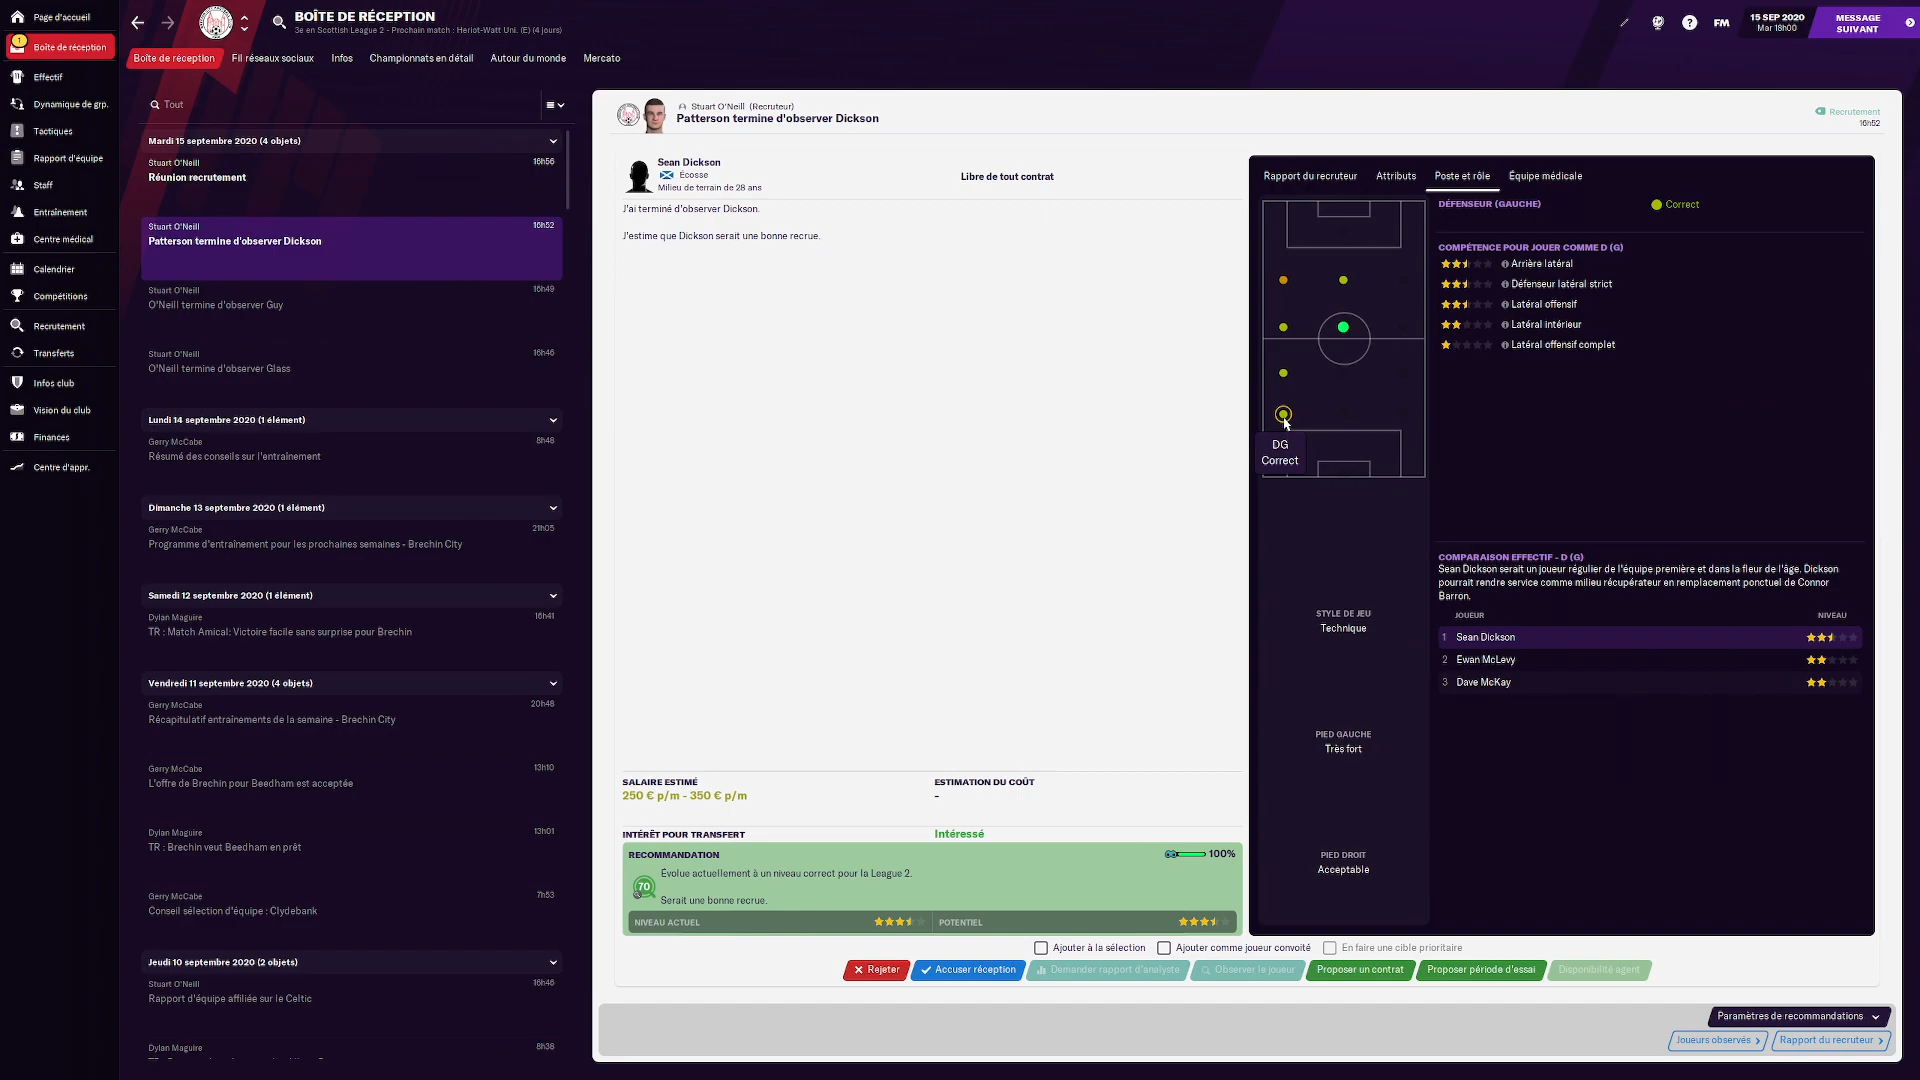 Page d'accueil
1
Boîte de réception
Effectif
Dynamique de grp.
Tactiques
Rapport d'équipe
Staff
Entraînement
Centre médical
Calendrier
Compétitions
Recrutement
Transferts
Infos club
Vision du club
Finances
Centre d'appr.
BOÎTE DE RÉCEPTION
3e en Scottish League 2 - Prochain match : Heriot-Watt Uni. (E) (4 jours)
FM
15 SEP 2020
Mar 18h00
MESSAGE SUIVANT
Boîte de réception
Fil réseaux sociaux
Infos
Championnats en détail
Autour du monde
Mercato
Tout
Mardi 15 septembre 2020 (4 objets)
Stuart O'Neill 16h56
Réunion recrutement
Stuart O'Neill 16h52
Patterson termine d'observer Dickson
Stuart O'Neill 16h49
O'Neill termine d'observer Guy
Stuart O'Neill 16h46
O'Neill termine d'observer Glass
Lundi 14 septembre 2020 (1 élément)
Gerry McCabe 8h48
Résumé des conseils sur l'entraînement
Dimanche 13 septembre 2020 (1 élément)
Gerry McCabe 21h05
Programme d'entraînement pour les prochaines semaines - Brechin City
Samedi 12 septembre 2020 (1 élément)
Dylan Maguire 16h41
TR : Match Amical: Victoire facile sans surprise pour Brechin
Vendredi 11 septembre 2020 (4 objets)
Gerry McCabe 20h48
Récapitulatif entraînements de la semaine - Brechin City
Gerry McCabe 13h10
L'offre de Brechin pour Beedham est acceptée
Dylan Maguire 13h01
TR : Brechin veut Beedham en prêt
Gerry McCabe 7h53
Conseil sélection d'équipe : Clydebank
Jeudi 10 septembre 2020 (2 objets)
Stuart O'Neill 16h46
Rapport d'équipe affiliée sur le Celtic
Dylan Maguire 8h36
Stuart O'Neill (Recruteur)
Patterson termine d'observer Dickson
Recrutement
16h52
Sean Dickson
Écosse
Milieu de terrain de 28 ans
Libre de tout contrat
J'ai terminé d'observer Dickson.
J'estime que Dickson serait une bonne recrue.
SALAIRE ESTIMÉ
250 € p/m - 350 € p/m
ESTIMATION DU COÛT
-
INTÉRÊT POUR TRANSFERT
Intéressé
RECOMMANDATION 100%
70
Évolue actuellement à un niveau correct pour la League 2.
Serait une bonne recrue.
NIVEAU ACTUEL
POTENTIEL
Rapport du recruteur
Attributs
Poste et rôle
Équipe médicale
DG
Correct
STYLE DE JEU
Technique
PIED GAUCHE
Très fort
PIED DROIT
Acceptable
DÉFENSEUR (GAUCHE) Correct
COMPÉTENCE POUR JOUER COMME D (G)
Arrière latéral
Défenseur latéral strict
Latéral offensif
Latéral intérieur
Latéral offensif complet
COMPARAISON EFFECTIF - D (G)
Sean Dickson serait un joueur régulier de l'équipe première et dans la fleur de l'âge. Dickson
pourrait rendre service comme milieu récupérateur en remplacement ponctuel de Connor
Barron.
JOUEUR NIVEAU
1 Sean Dickson
2 Ewan McLevy
3 Dave McKay
Ajouter à la sélection
Ajouter comme joueur convoité
En faire une cible prioritaire
Rejeter
Accuser réception
Demander rapport d'analyste
Observer le joueur
Proposer un contrat
Proposer période d'essai
Disponibilité agent
Paramètres de recommandations
Joueurs observés
Rapport du recruteur